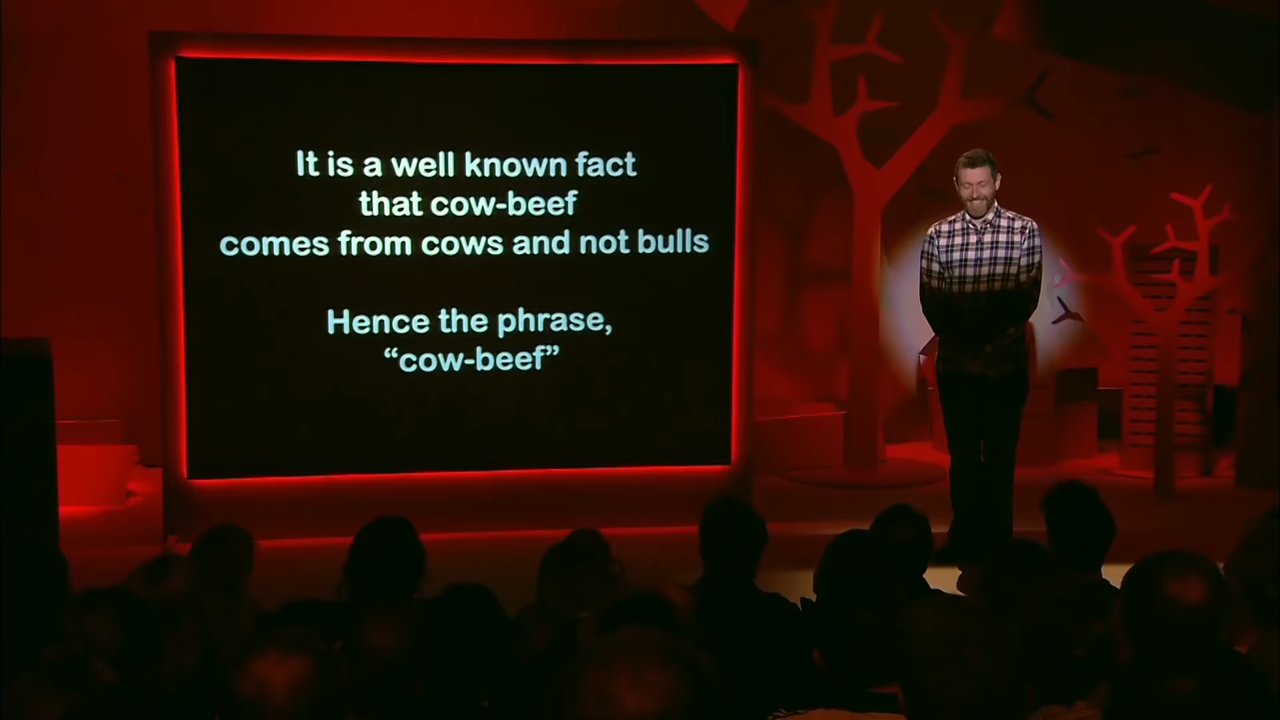 It is a well known fact
that cow-beef
comes from cows and not bulls
Hence the phrase,
“cow-beef”